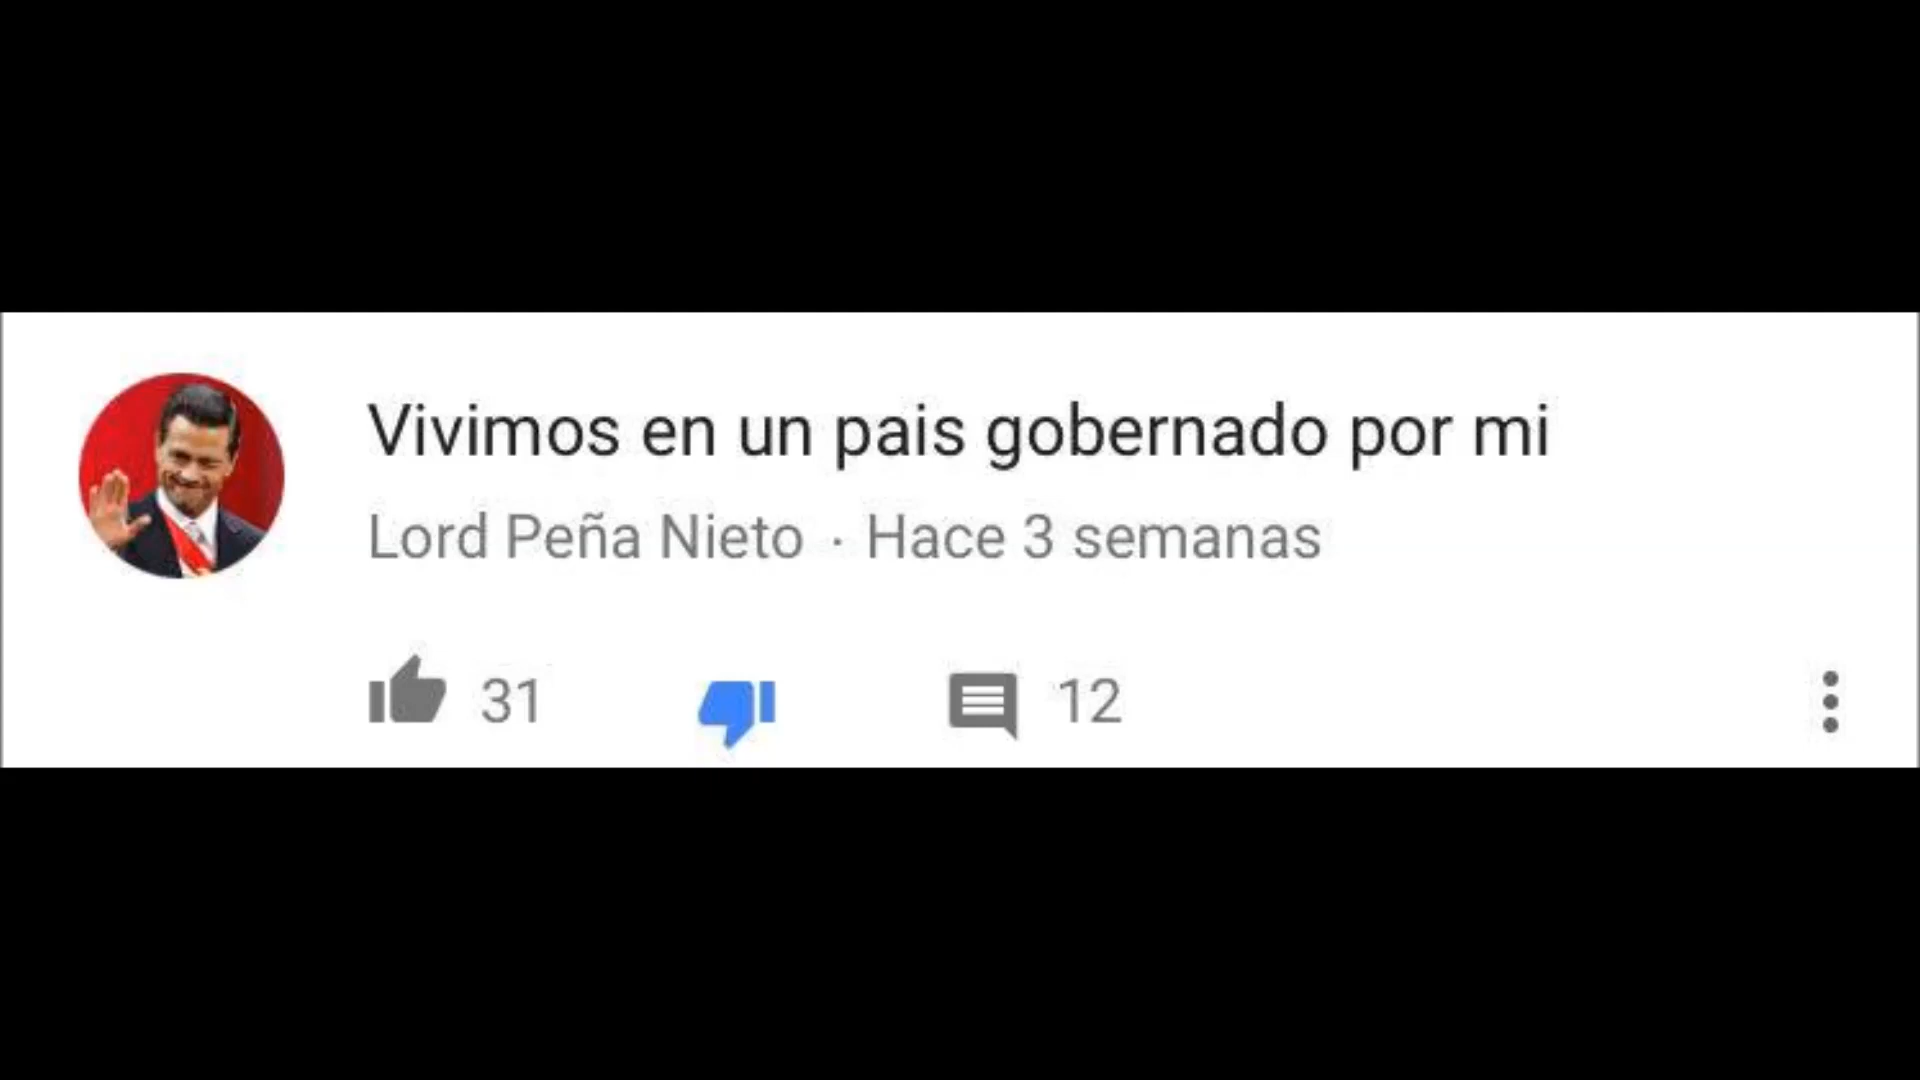 Vivimos en un pais gobernado por mi
Lord Peña Nieto · Hace 3 semanas
31 12